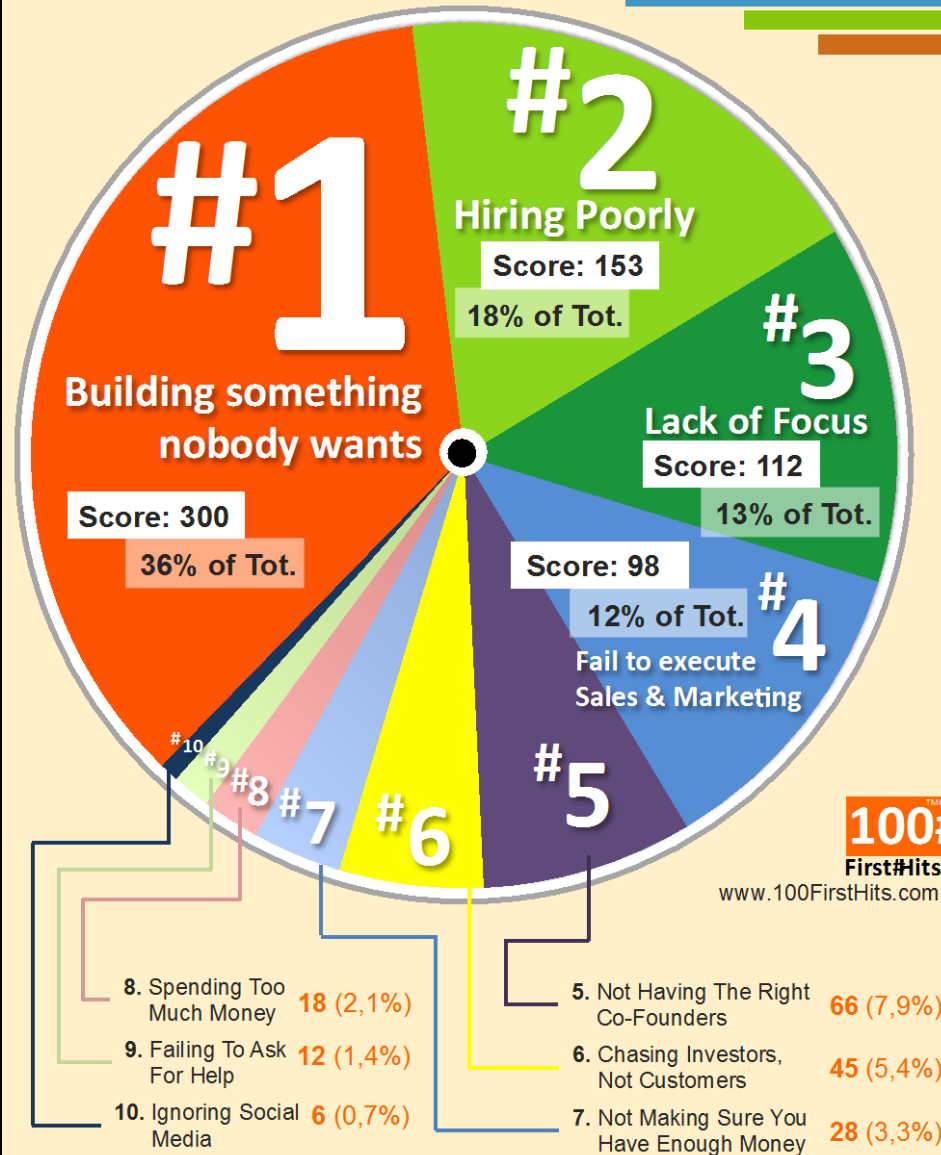 #1
Building something
nobody wants
Score: 300
36% of Tot.
#2
Hiring Poorly
Score: 153
18% of Tot.
#3
Lack of Focus
Score: 112
13% of Tot.
Score: 98
12% of Tot.
#4
Fail to execute
Sales & Marketing
#5
#6
#7
#8
#9
#10
100#
TM
First#Hits
www.100FirstHits.com
8. Spending Too
Much Money
18 (2,1%)
9. Failing To Ask
For Help
12 (1,4%)
10. Ignoring Social
Media
6 (0,7%)
5. Not Having The Right
Co-Founders
66 (7,9%)
6. Chasing Investors,
Not Customers
45 (5,4%)
7. Not Making Sure You
Have Enough Money
28 (3,3%)